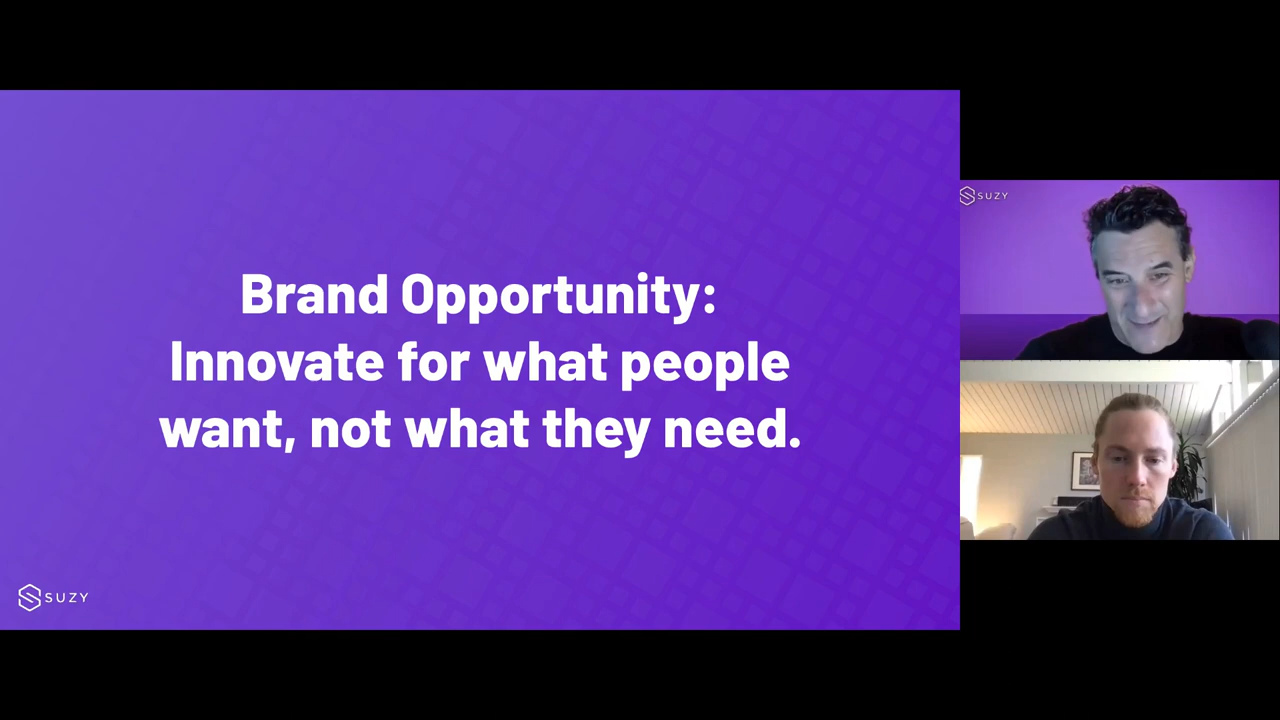 Brand Opportunity:
Innovate for what people
want, not what they need.
SUZY
SUZY